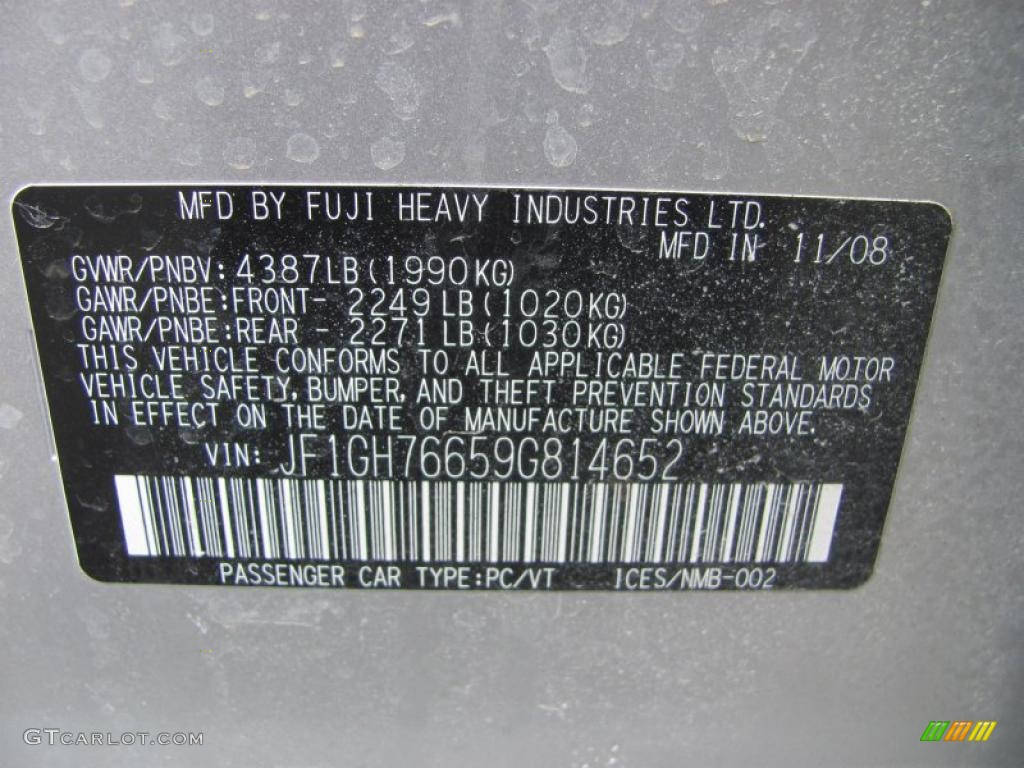 MFD BY FUJI HEAVY INDUSTRIES LTD.
MFD IN 11/08
GVWR/PNBV: 4387LB (1990KG)
GAWR/PNBE:FRONT- 2249 LB (1020KG)
GAWR/PNBE:REAR - 2271 LB (1030KG)
THIS VEHICLE CONFORMS TO ALL APPLICABLE FEDERAL MOTOR
VEHICLE SAFETY, BUMPER, AND THEFT PREVENTION STANDARDS
IN EFFECT ON THE DATE OF MANUFACTURE SHOWN ABOVE.
VIN: JF1GH76659G814652
PASSENGER CAR TYPE:PC/VT ICES/NMB-002
GTCARLOT.COM